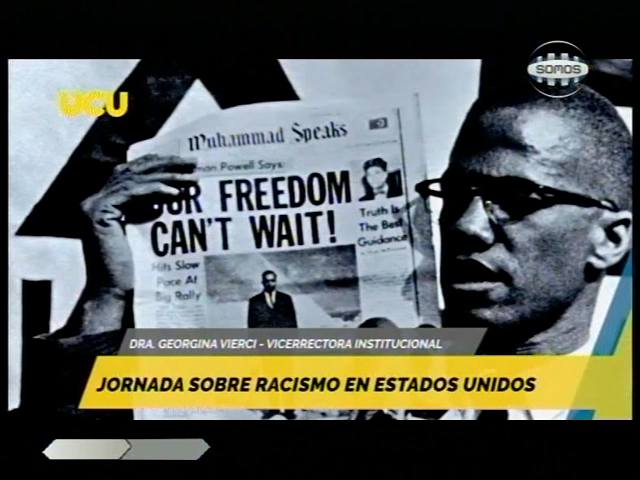 SOMOS
UCU
Muhammad Speaks
man Powell Says:
OUR FREEDOM
CAN'T WAIT!
Truth Is
The Best
Guidance
Hits Slow
Pace At
Big Rally
DRA. GEORGINA VIERCI - VICERRECTORA INSTITUCIONAL
JORNADA SOBRE RACISMO EN ESTADOS UNIDOS